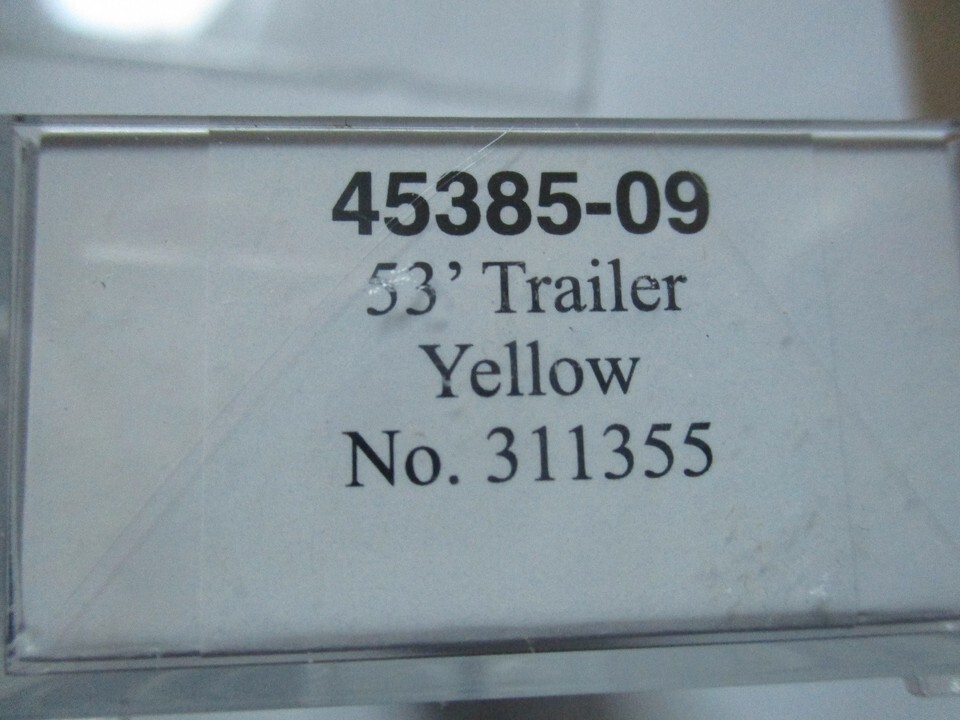 45385-09
53’ Trailer
Yellow
No. 311355